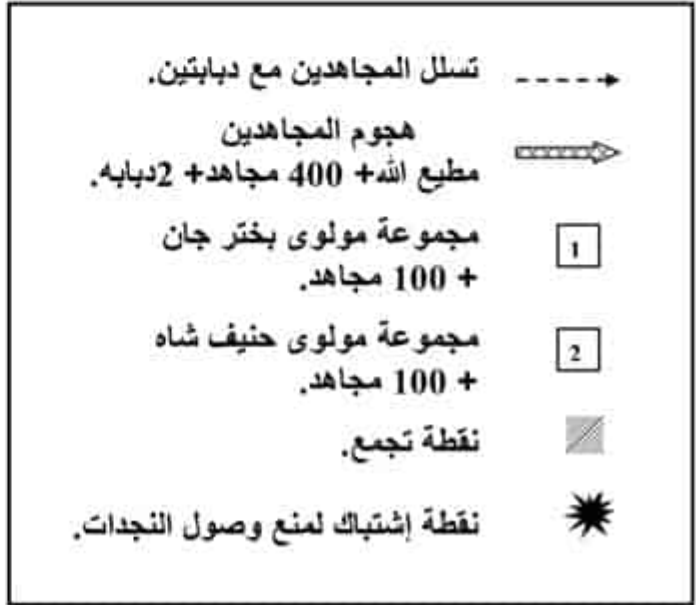 تسلل المجاهدين مع دبابتين.
هجوم المجاهدين
مطيع الله+ 400 مجاهد+ 2دبابه.
مجموعة مولوى بختر جان
+ 100 مجاهد.
1
مجموعة مولوى حنيف شاه
+ 100 مجاهد.
2
نقطة تجمع.
نقطة إشتباك لمنع وصول النجدات.